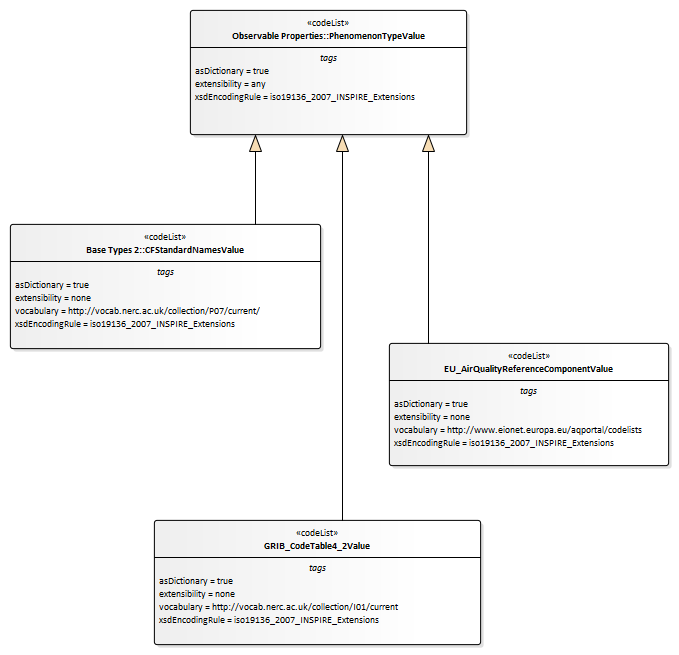 «codeList»
Observable Properties::PhenomenonTypeValue
tags
asDictionary = true
extensibility = any
xsdEncodingRule = iso19136_2007_INSPIRE_Extensions
«codeList»
Base Types 2::CFStandardNamesValue
tags
asDictionary = true
extensibility = none
vocabulary = http://vocab.nerc.ac.uk/collection/P07/current/
xsdEncodingRule = iso19136_2007_INSPIRE_Extensions
«codeList»
EU_AirQualityReferenceComponentValue
tags
asDictionary = true
extensibility = none
vocabulary = http://www.eionet.europa.eu/aqportal/codelists
xsdEncodingRule = iso19136_2007_INSPIRE_Extensions
«codeList»
GRIB_CodeTable4_2Value
tags
asDictionary = true
extensibility = none
vocabulary = http://vocab.nerc.ac.uk/collection/I01/current
xsdEncodingRule = iso19136_2007_INSPIRE_Extensions